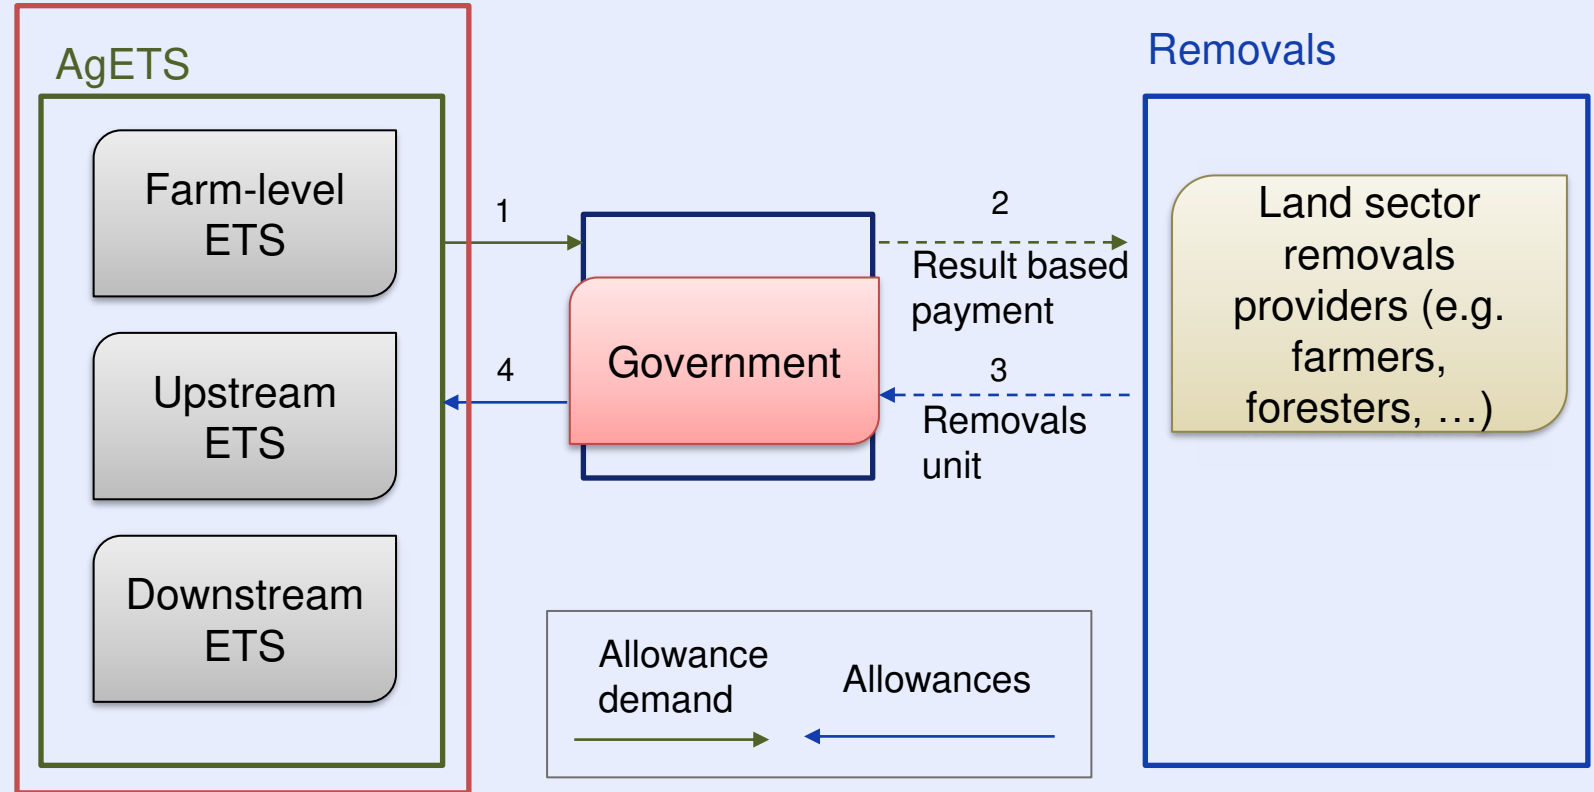 AgETS
Farm-level
ETS
Upstream
ETS
Downstream
ETS
1
4
Government
2
Result based
payment
3
Removals
unit
Removals
Land sector
removals
providers (e.g.
farmers,
foresters, …)
Allowance
demand
Allowances